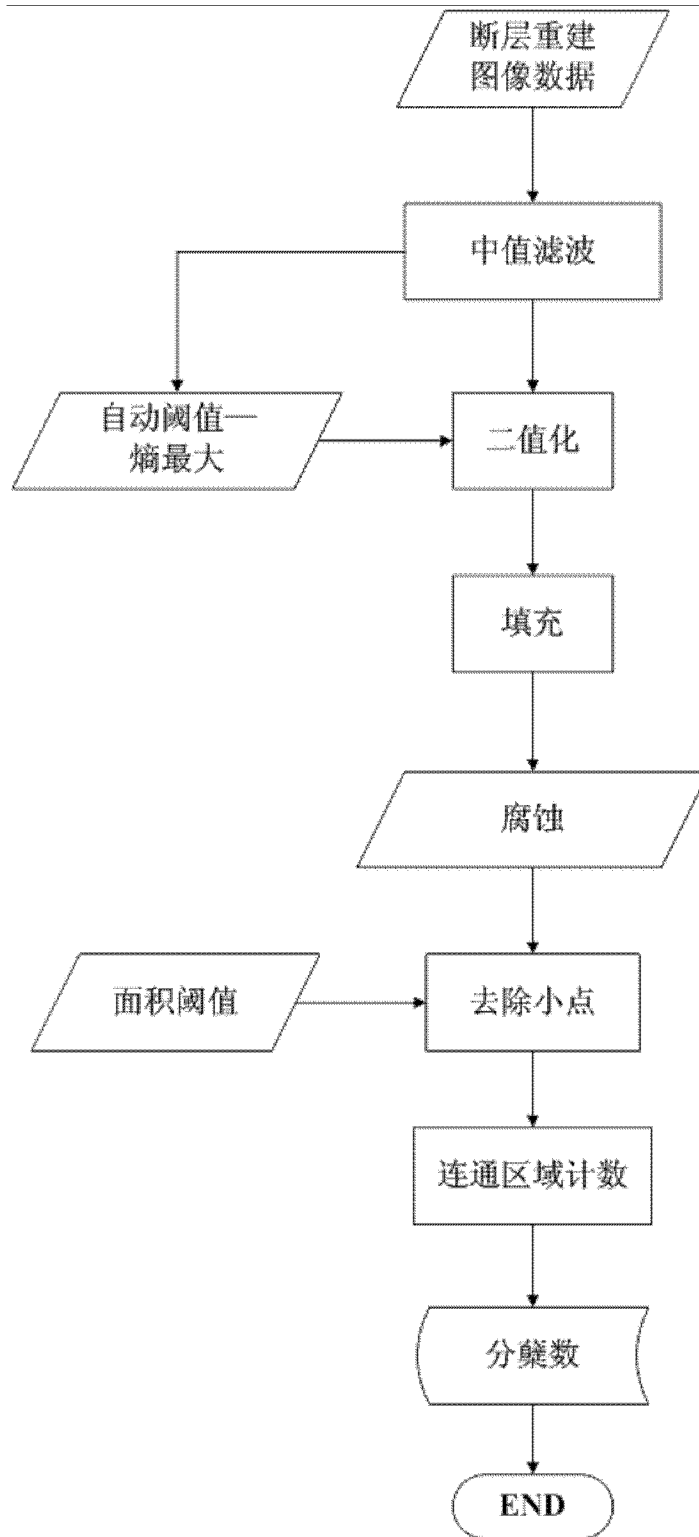 断层重建
图像数据
中值滤波
自动阈值—
熵最大
二值化
填充
腐蚀
面积阈值
去除小点
连通区域计数
分蘖数
END